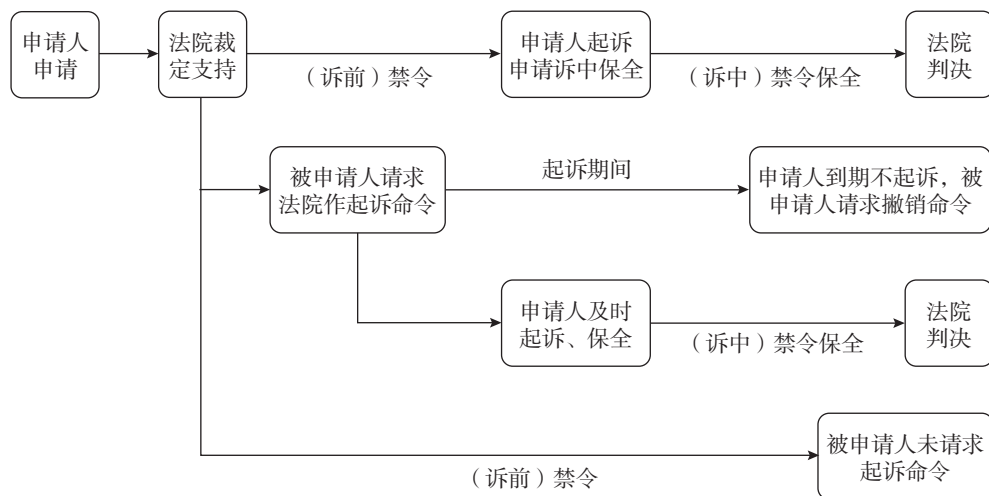 申请人
申请
法院裁
定支持
（诉前）禁令
申请人起诉
申请诉中保全
（诉中）禁令保全
法院
判决
被申请人请求
法院作起诉命令
起诉期间
申请人到期不起诉，被
申请人请求撤销命令
申请人及时
起诉、保全
（诉中）禁令保全
法院
判决
（诉前）禁令
被申请人未请求
起诉命令